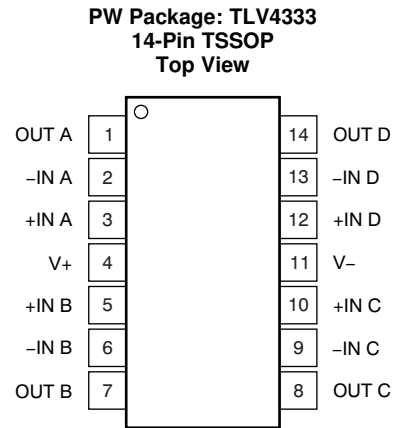 PW Package: TLV4333
14-Pin TSSOP
Top View
OUT A 1 14 OUT D
–IN A 2 13 –IN D
+IN A 3 12 +IN D
V+ 4 11 V–
+IN B 5 10 +IN C
–IN B 6 9 –IN C
OUT B 7 8 OUT C